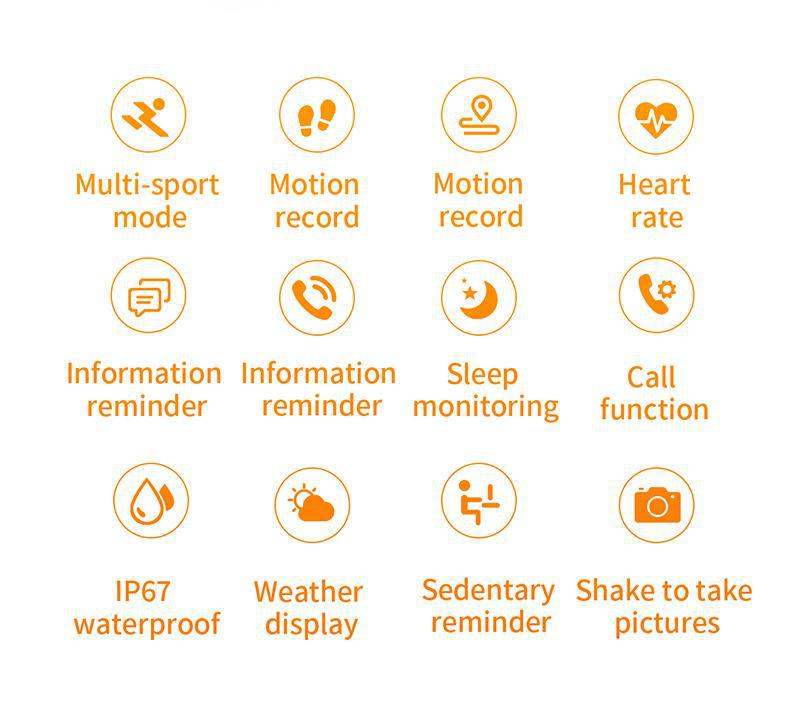 Multi-sport
mode
Motion
record
Motion
record
Heart
rate
Information
reminder
Information
reminder
Sleep
monitoring
Call
function
IP67
waterproof
Weather
display
Sedentary
reminder
Shake to take
pictures